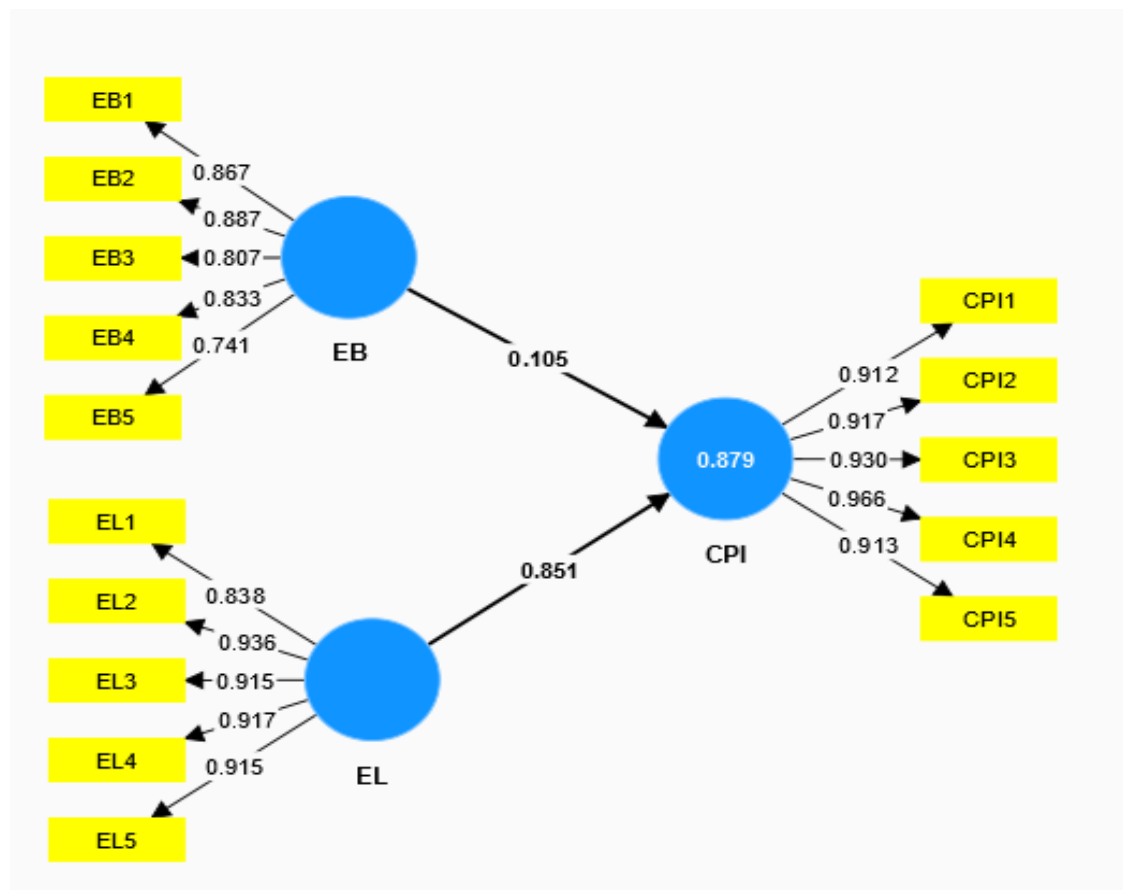 EB1
0.867
EB2
0.887
EB3
0.807
EB4
0.833
EB5
0.741
EB
0.105
EL1
0.838
EL2
0.936
EL3
0.915
EL4
0.917
EL5
0.915
EL
0.851
0.879
CPI
CPI1
0.912
CPI2
0.917
CPI3
0.930
CPI4
0.966
CPI5
0.913